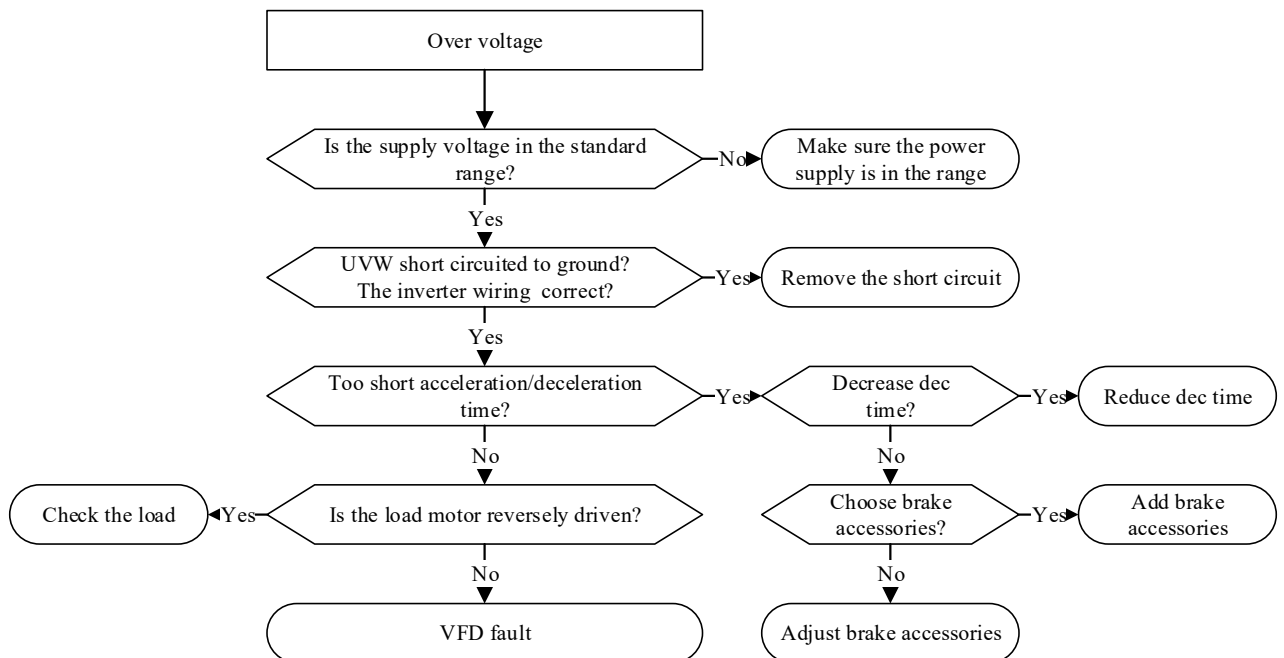 Over voltage
Is the supply voltage in the standard
range?
No
Make sure the power
supply is in the range
Yes
UVW short circuited to ground?
The inverter wiring correct?
Yes
Remove the short circuit
Yes
Too short acceleration/deceleration
time?
Yes
Decrease dec
time?
Yes
Reduce dec time
No
No
Check the load
Yes
Is the load motor reversely driven?
Choose brake
accessories?
Yes
Add brake
accessories
No
No
VFD fault
Adjust brake accessories